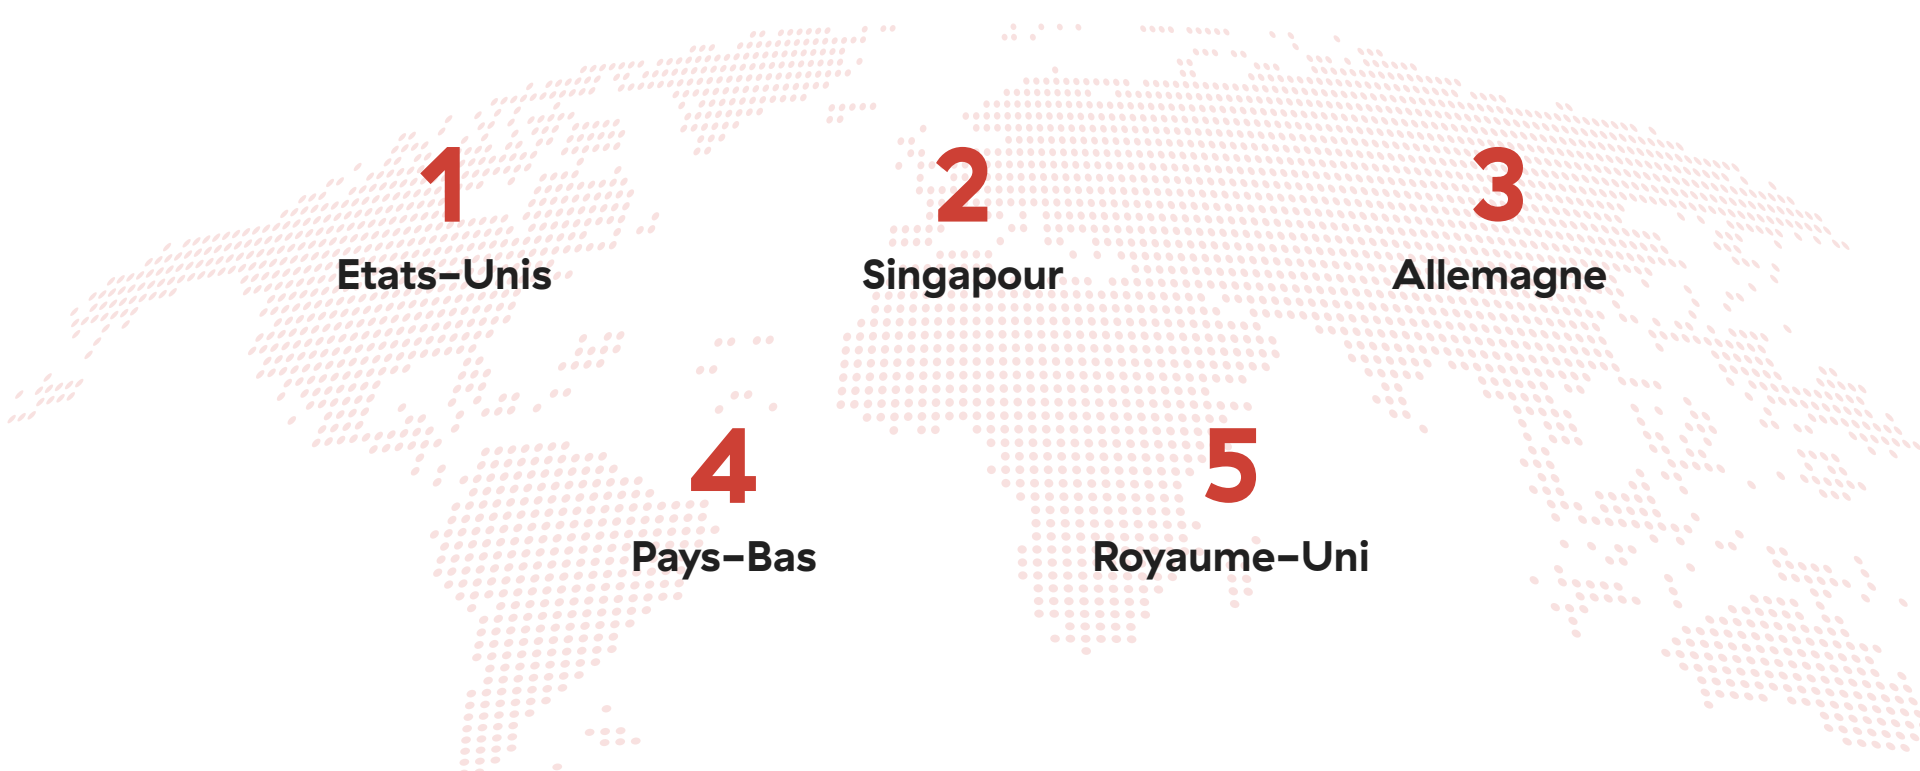 1 2 3
Etats–Unis Singapour Allemagne
4 5
Pays–Bas Royaume–Uni